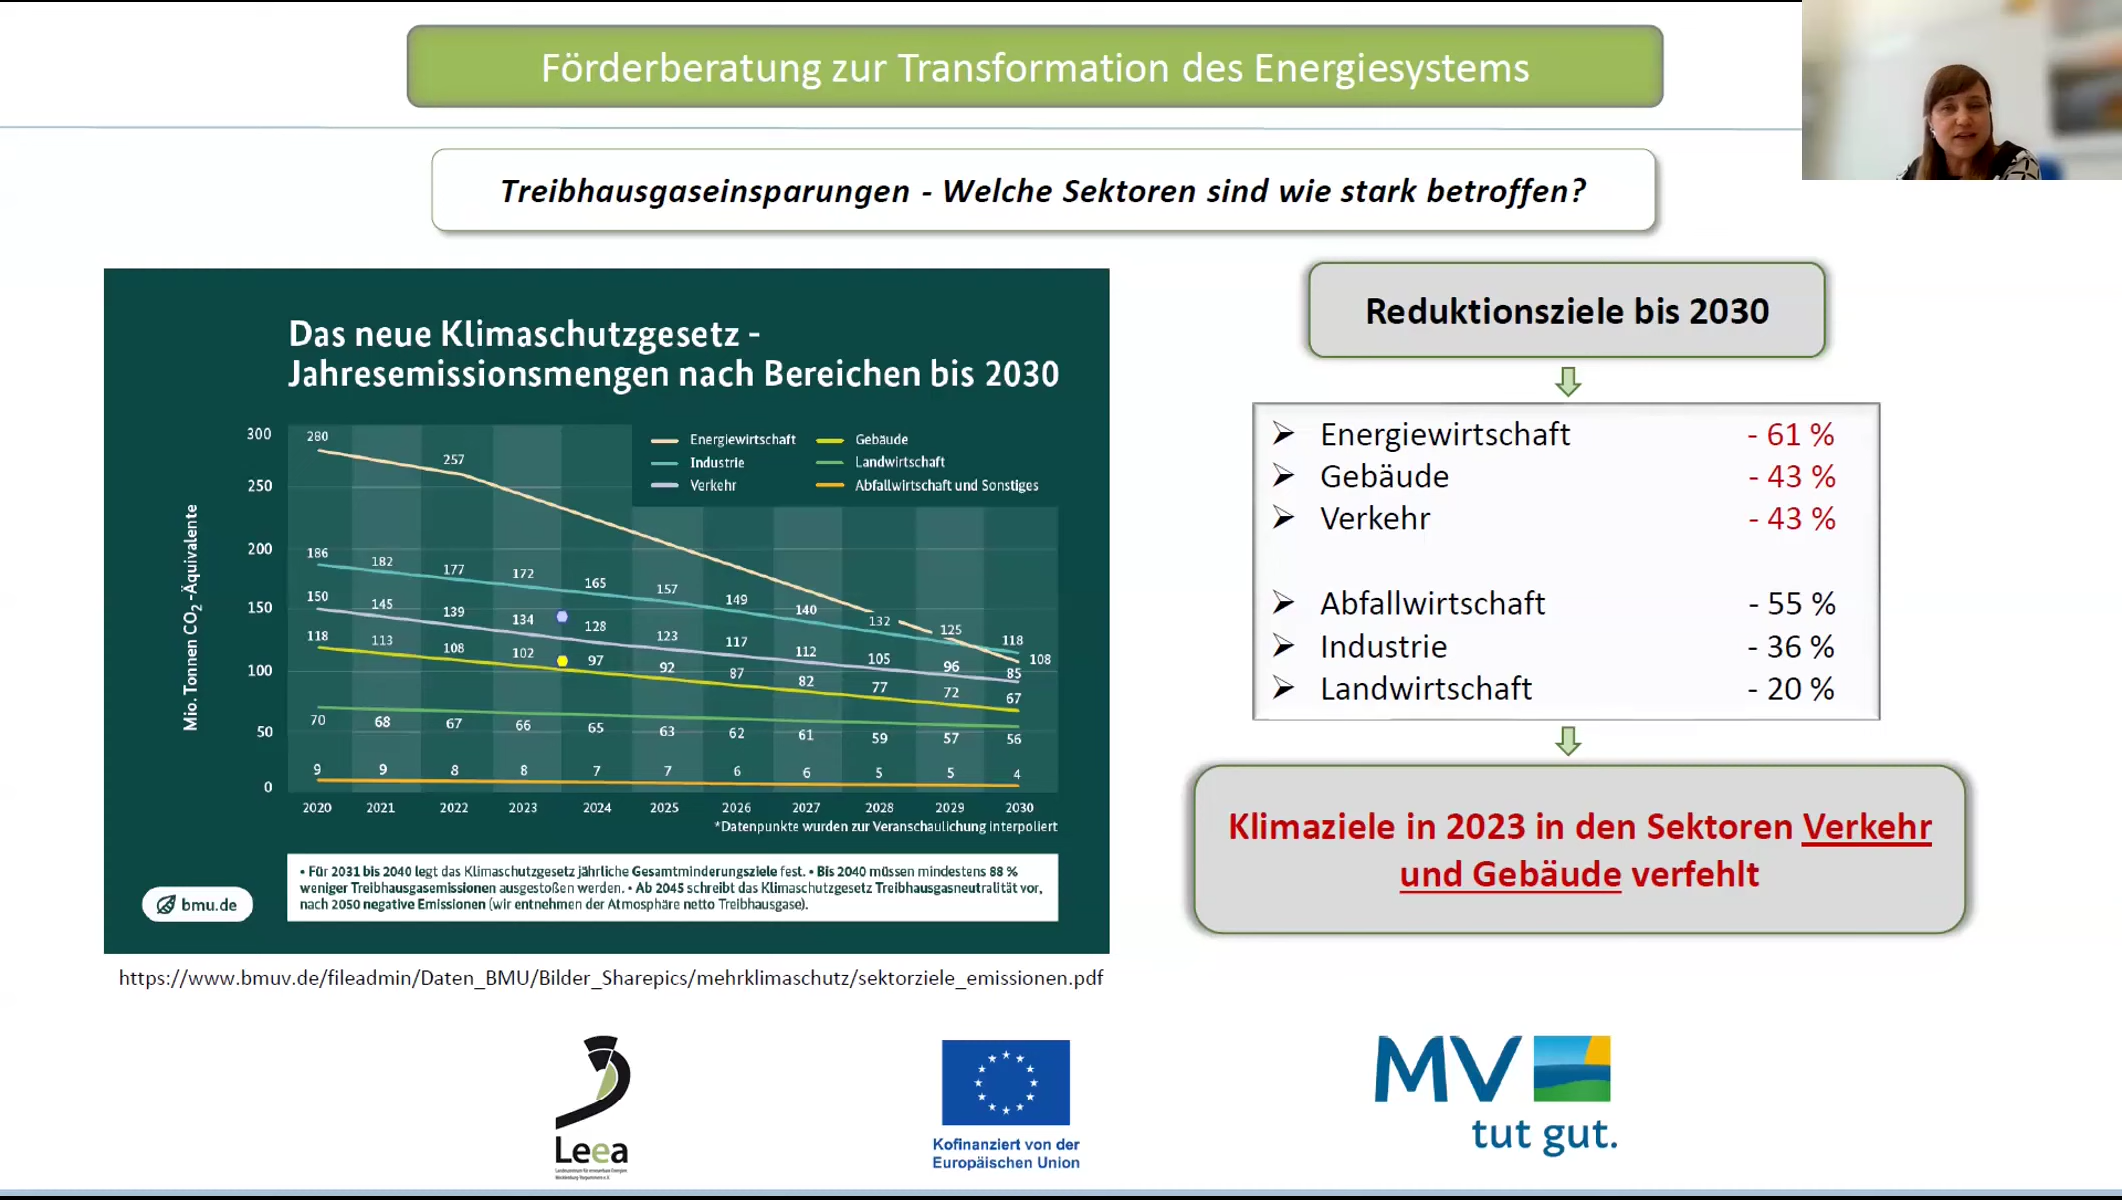 Förderberatung zur Transformation des Energiesystems
Treibhausgaseinsparungen - Welche Sektoren sind wie stark betroffen?
Das neue Klimaschutzgesetz -
Jahresemissionsmengen nach Bereichen bis 2030
Mio. Tonnen CO₂-Äquivalente
300
250
200
150
100
50
0
Energiewirtschaft
Industrie
Verkehr
Gebäude
Landwirtschaft
Abfallwirtschaft und Sonstiges
280 257 108
186 182 177 172 165 157 149 140 132 125 118
150 145 139 134 128 123 117 112 105 96 85
118 113 108 102 97 92 87 82 77 72 67
70 68 67 66 65 63 62 61 59 57 56
9 9 8 8 7 7 6 6 5 5 4
2020 2021 2022 2023 2024 2025 2026 2027 2028 2029 2030
*Datenpunkte wurden zur Veranschaulichung interpoliert
• Für 2031 bis 2040 legt das Klimaschutzgesetz jährliche Gesamtminderungsziele fest. • Bis 2040 müssen mindestens 88 %
weniger Treibhausgasemissionen ausgestoßen werden. • Ab 2045 schreibt das Klimaschutzgesetz Treibhausgasneutralität vor,
nach 2050 negative Emissionen (wir entnehmen der Atmosphäre netto Treibhausgase).
bmu.de
https://www.bmuv.de/fileadmin/Daten_BMU/Bilder_Sharepics/mehrklimaschutz/sektorziele_emissionen.pdf
Reduktionsziele bis 2030
Energiewirtschaft - 61 %
Gebäude - 43 %
Verkehr - 43 %
Abfallwirtschaft - 55 %
Industrie - 36 %
Landwirtschaft - 20 %
Klimaziele in 2023 in den Sektoren Verkehr
und Gebäude verfehlt
Leea
Kofinanziert von der
Europäischen Union
MV
tut gut.